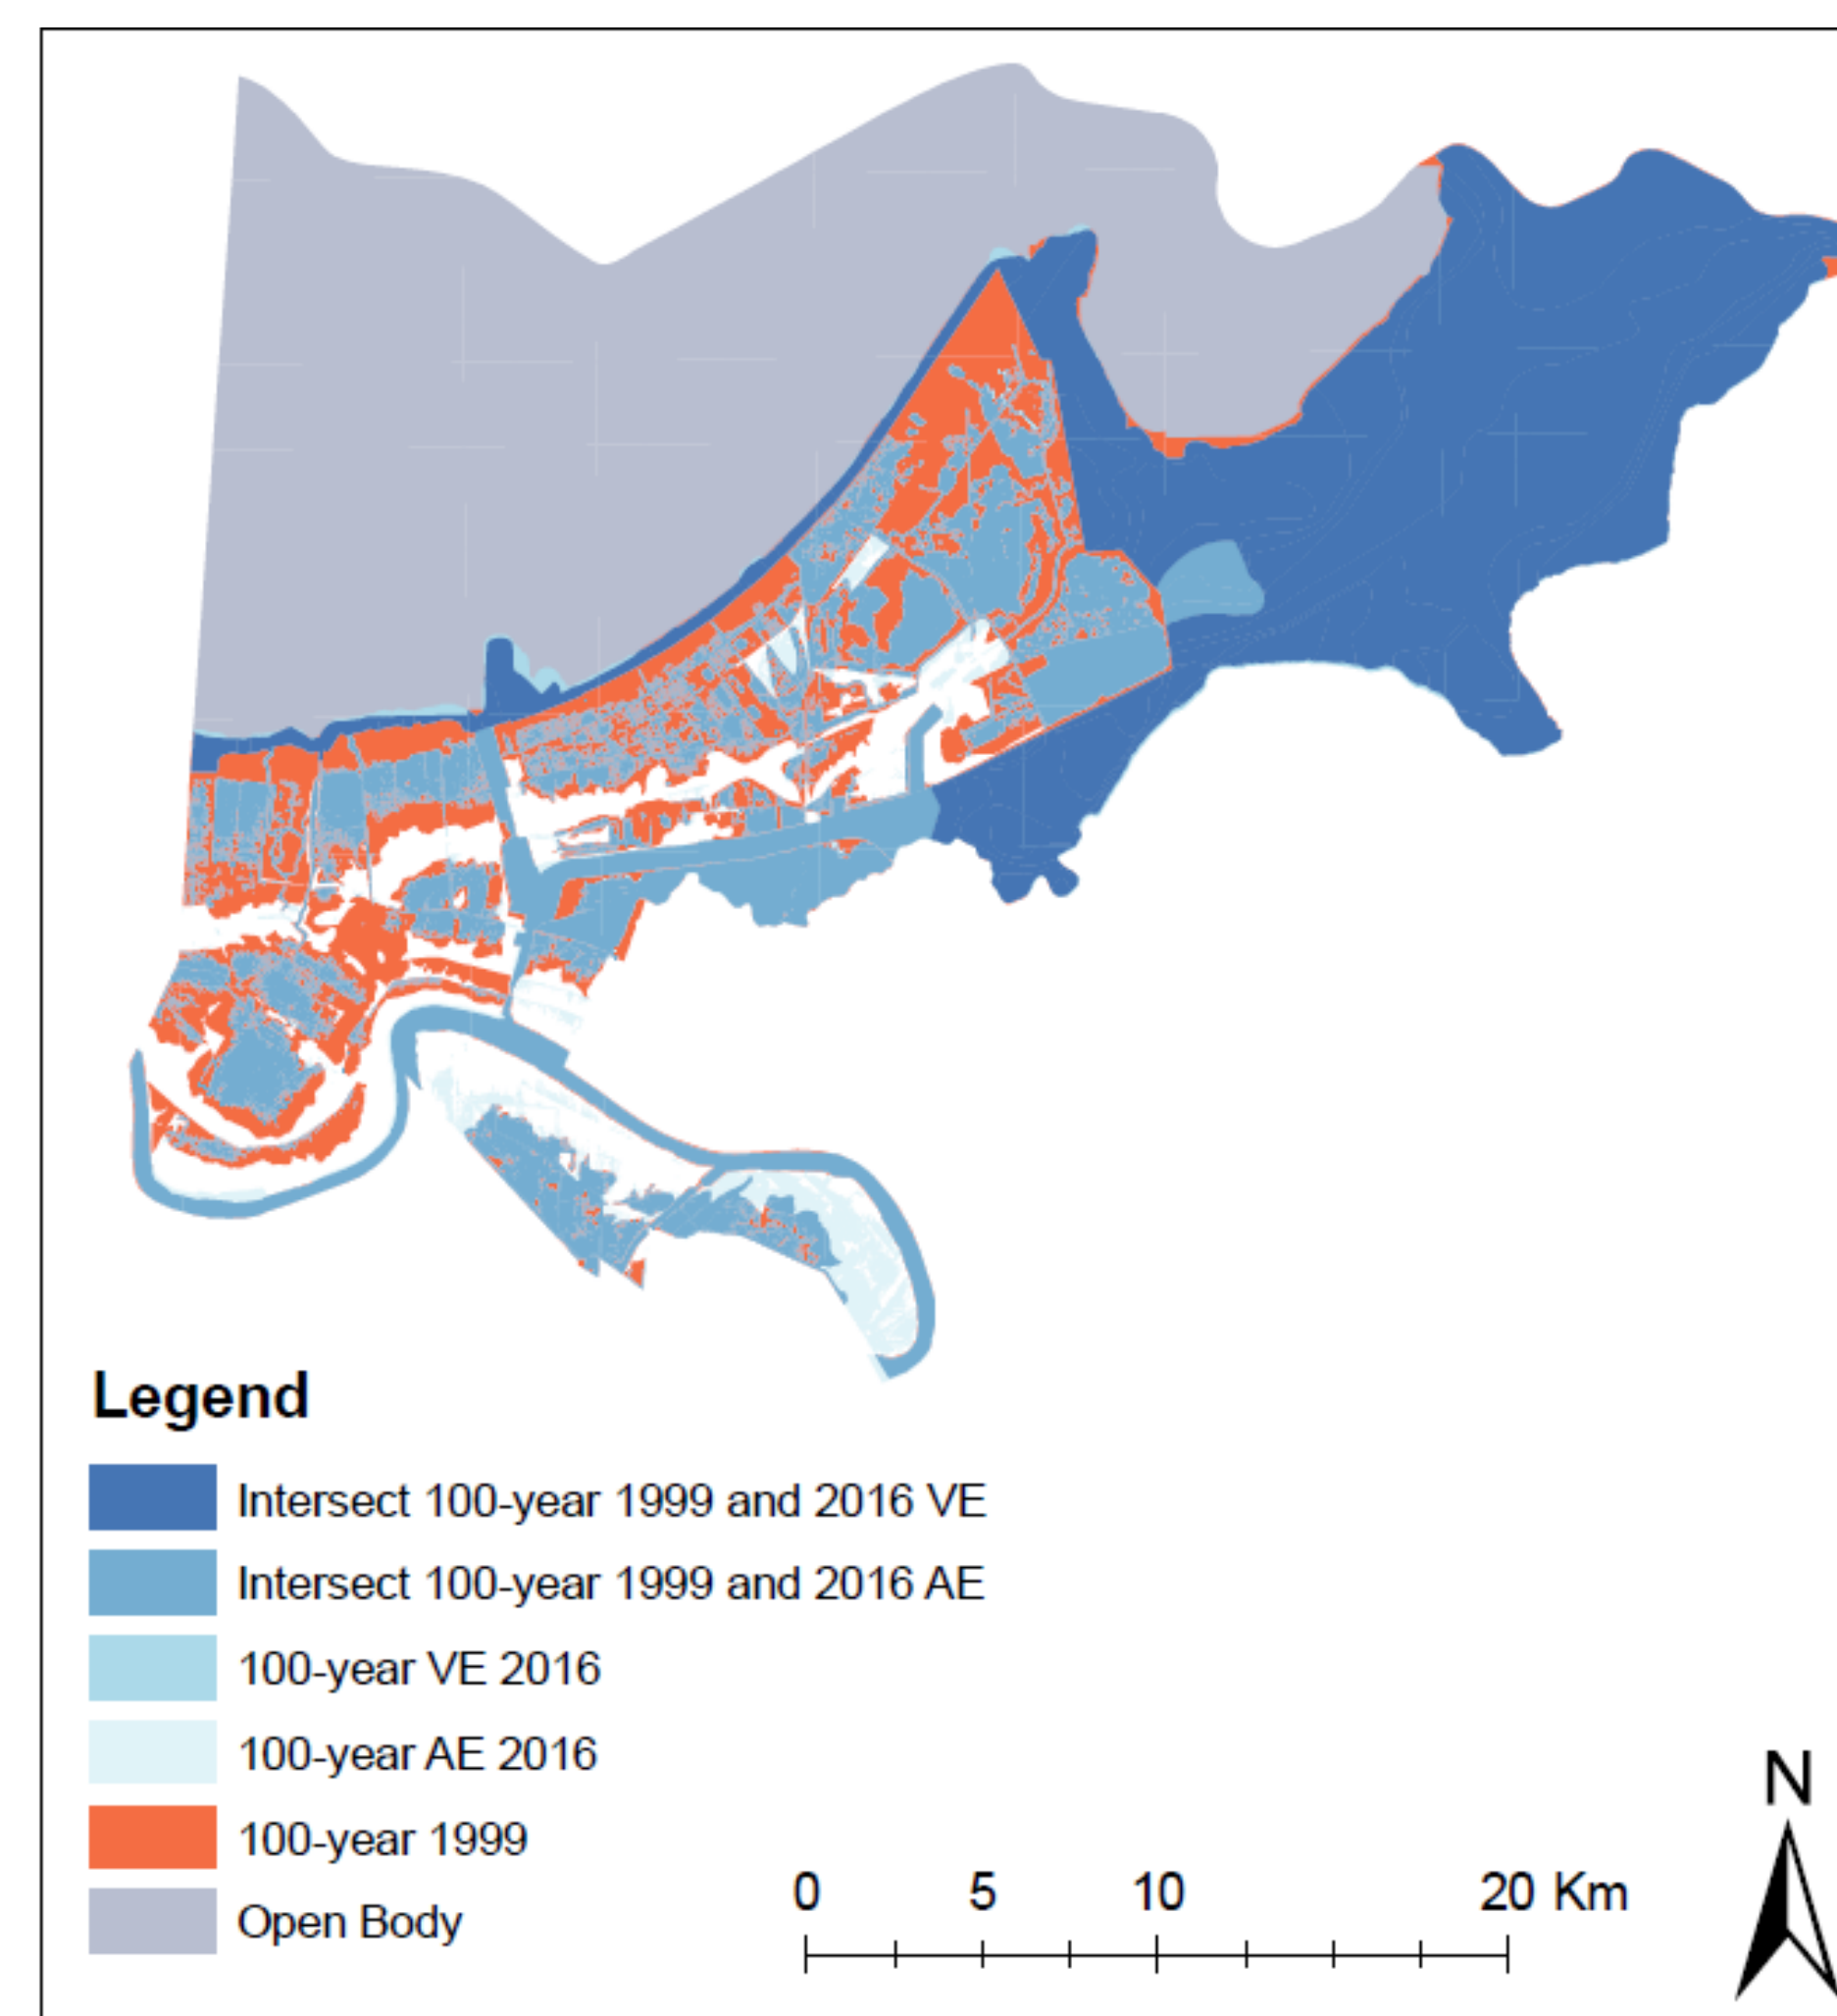 Legend
Intersect 100-year 1999 and 2016 VE
Intersect 100-year 1999 and 2016 AE
100-year VE 2016
100-year AE 2016
100-year 1999
Open Body
0 5 10 20 Km
N